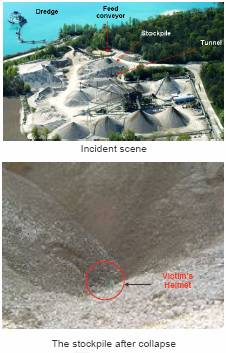 Dredge
Feed
conveyor
Stockpile
Tunnel
Incident scene
Victim's
Helmet
The stockpile after collapse